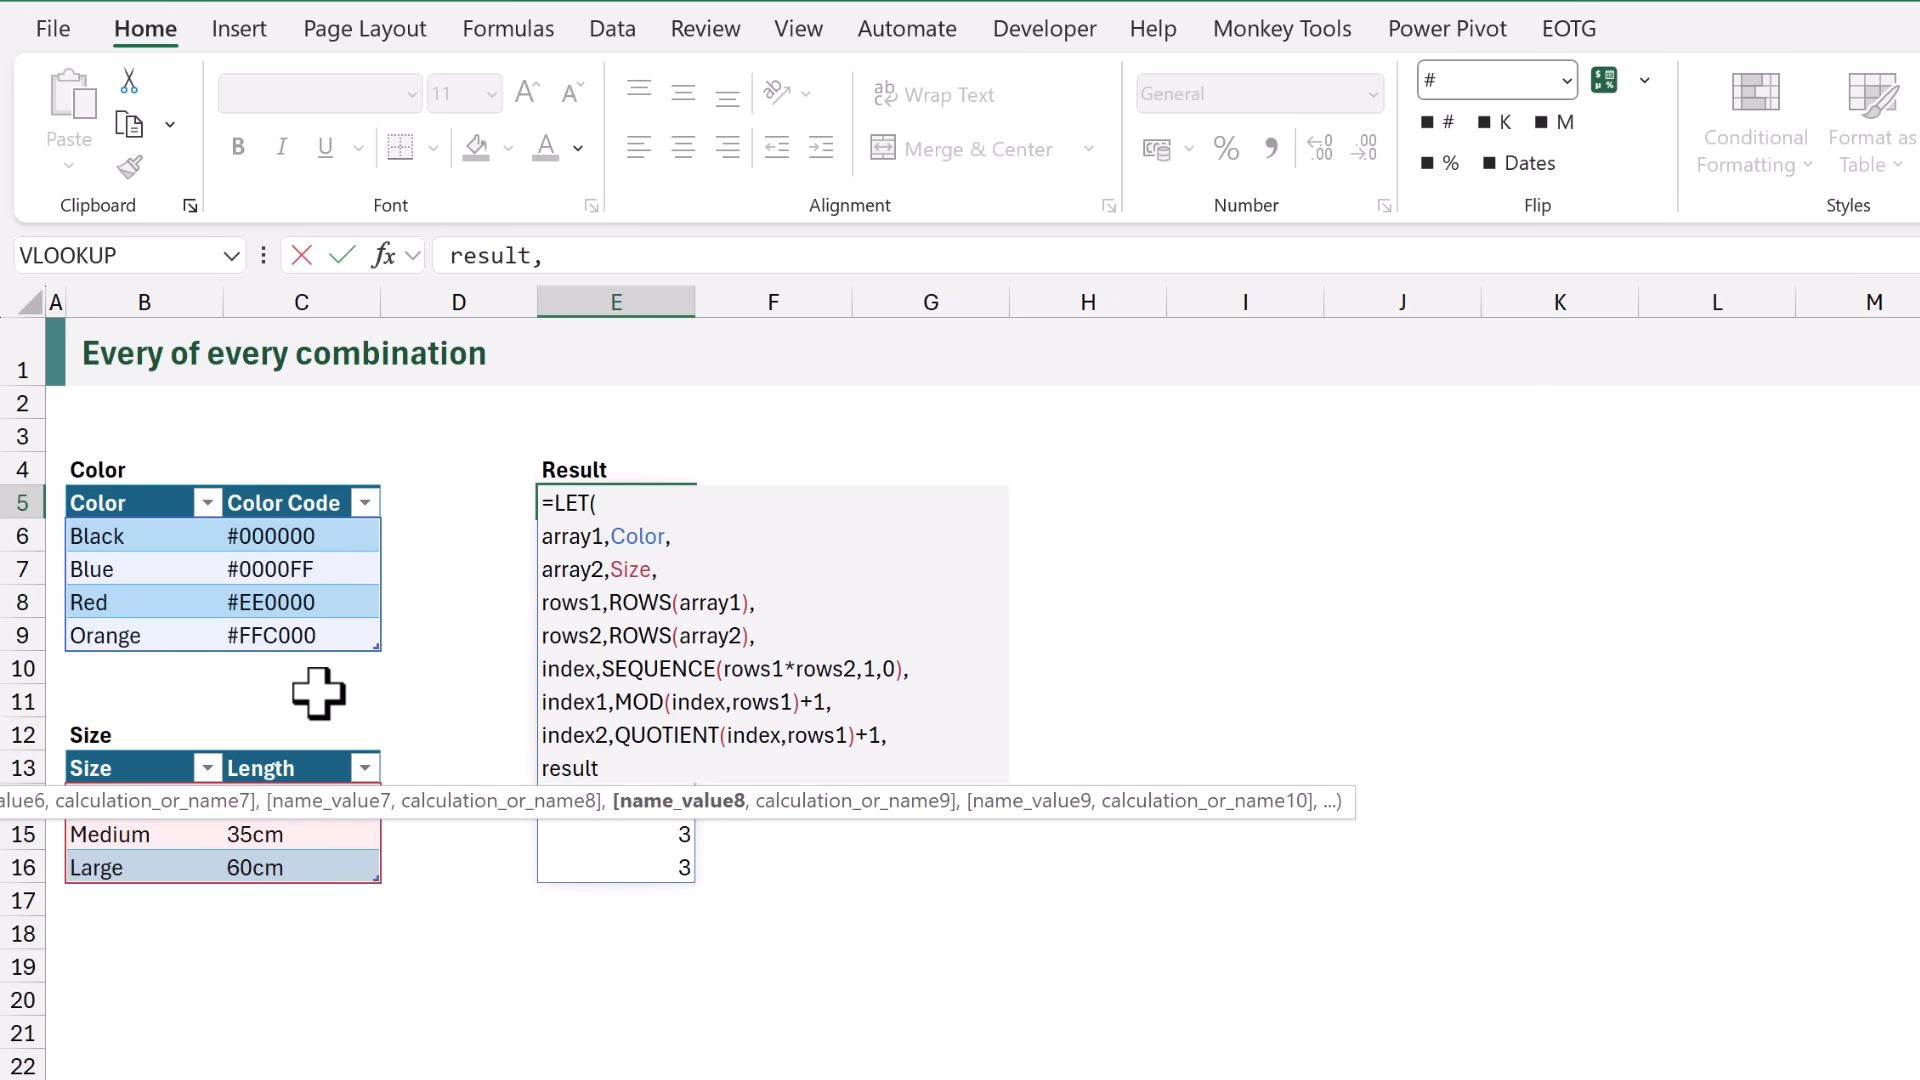 File Home Insert Page Layout Formulas Data Review View Automate Developer Help Monkey Tools Power Pivot EOTG
11
ab Wrap Text
General
#
# K M
% Dates
Paste
B I U
A
Merge & Center
Conditional Formatting
Format as Table
Clipboard Font Alignment Number Flip Styles
VLOOKUP fx result,
A B C D E F G H I J K L M
1 Every of every combination
2
3
4 Color Result
5 Color Color Code =LET(
6 Black #000000 array1,Color,
7 Blue #0000FF array2,Size,
8 Red #EE0000 rows1,ROWS(array1),
9 Orange #FFC000 rows2,ROWS(array2),
10 index,SEQUENCE(rows1*rows2,1,0),
11 index1,MOD(index,rows1)+1,
12 Size index2,QUOTIENT(index,rows1)+1,
13 Size Length result
alue6, calculation_or_name7], [name_value7, calculation_or_name8], [name_value8, calculation_or_name9], [name_value9, calculation_or_name10], ...)
15 Medium 35cm 3
16 Large 60cm 3
17
18
19
20
21
22